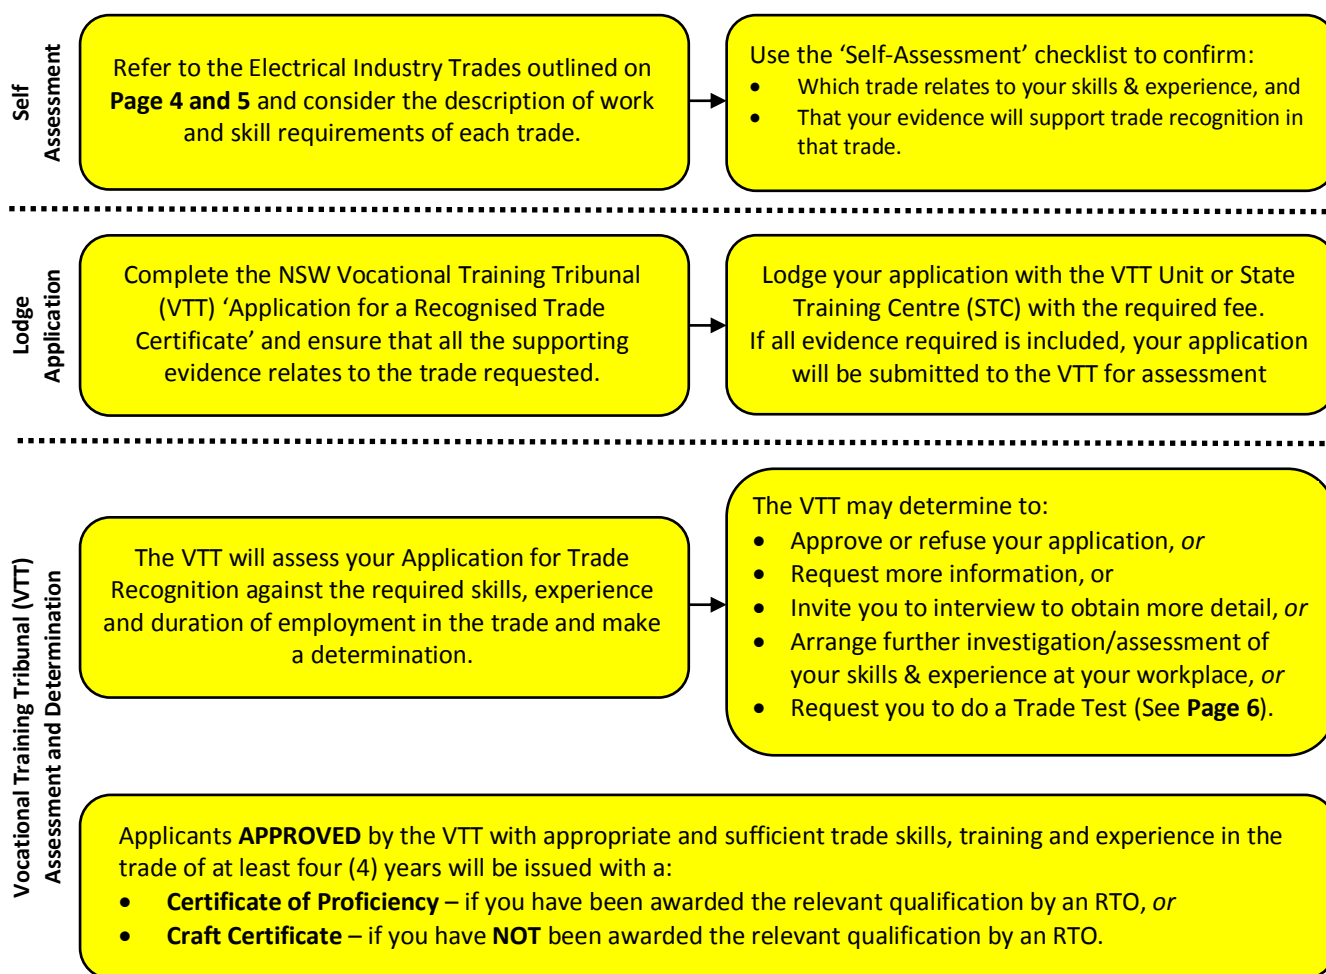 Self
Assessment
Refer to the Electrical Industry Trades outlined on
Page 4 and 5 and consider the description of work
and skill requirements of each trade.
Use the ‘Self-Assessment’ checklist to confirm:
• Which trade relates to your skills & experience, and
• That your evidence will support trade recognition in
that trade.
Lodge
Application
Complete the NSW Vocational Training Tribunal
(VTT) ‘Application for a Recognised Trade
Certificate’ and ensure that all the supporting
evidence relates to the trade requested.
Lodge your application with the VTT Unit or State
Training Centre (STC) with the required fee.
If all evidence required is included, your application
will be submitted to the VTT for assessment
Vocational Training Tribunal (VTT)
Assessment and Determination
The VTT will assess your Application for Trade
Recognition against the required skills, experience
and duration of employment in the trade and make
a determination.
The VTT may determine to:
• Approve or refuse your application, or
• Request more information, or
• Invite you to interview to obtain more detail, or
• Arrange further investigation/assessment of
your skills & experience at your workplace, or
• Request you to do a Trade Test (See Page 6).
Applicants APPROVED by the VTT with appropriate and sufficient trade skills, training and experience in the
trade of at least four (4) years will be issued with a:
• Certificate of Proficiency – if you have been awarded the relevant qualification by an RTO, or
• Craft Certificate – if you have NOT been awarded the relevant qualification by an RTO.